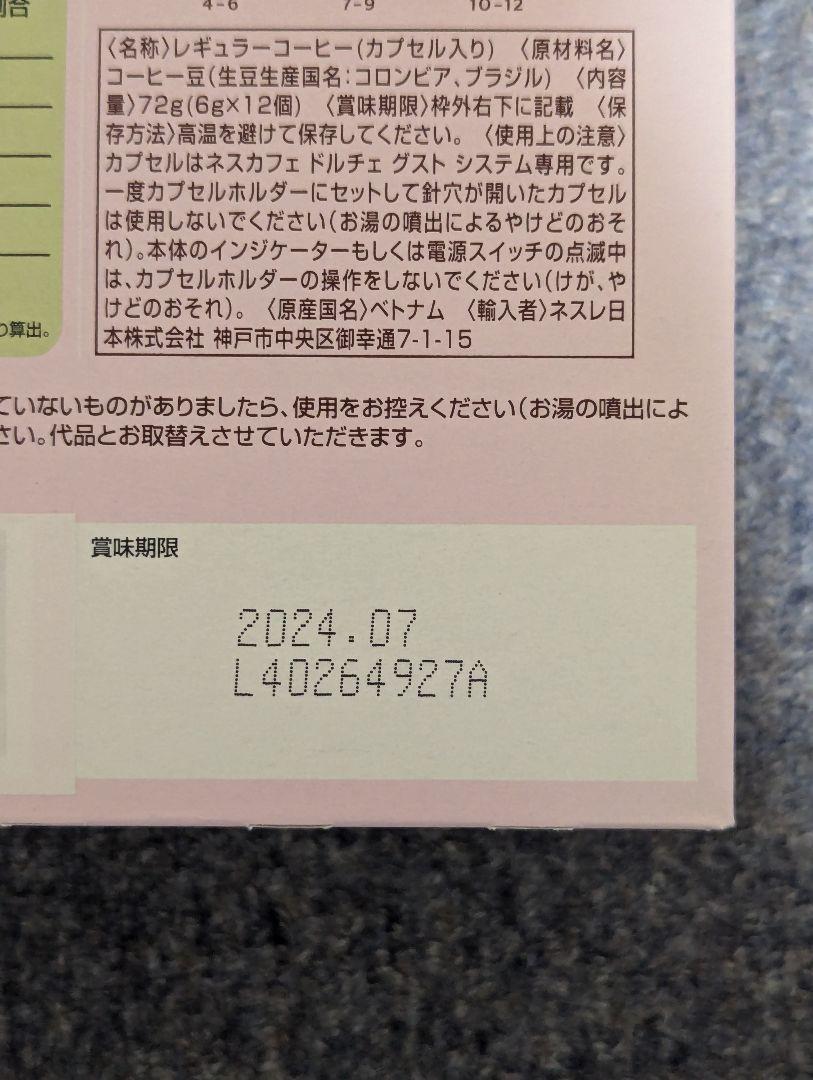 割合
4-6 7-9 10-12
〈名称〉レギュラーコーヒー(カプセル入り) 〈原材料名〉
コーヒー豆(生豆生産国名:コロンビア、ブラジル) 〈内容
量〉72g(6g×12個) 〈賞味期限〉枠外右下に記載 〈保
存方法〉高温を避けて保存してください。 〈使用上の注意〉
カプセルはネスカフェ ドルチェ グスト システム専用です。
一度カプセルホルダーにセットして針穴が開いたカプセル
は使用しないでください(お湯の噴出によるやけどのおそ
れ)。本体のインジケーターもしくは電源スイッチの点滅中
は、カプセルホルダーの操作をしないでください(けが、や
けどのおそれ)。 〈原産国名〉ベトナム 〈輸入者〉ネスレ日
本株式会社 神戸市中央区御幸通7-1-15
り算出。
ていないものがありましたら、使用をお控えください(お湯の噴出によ
さい。代品とお取替えさせていただきます。
賞味期限
2024.07
L40264927A